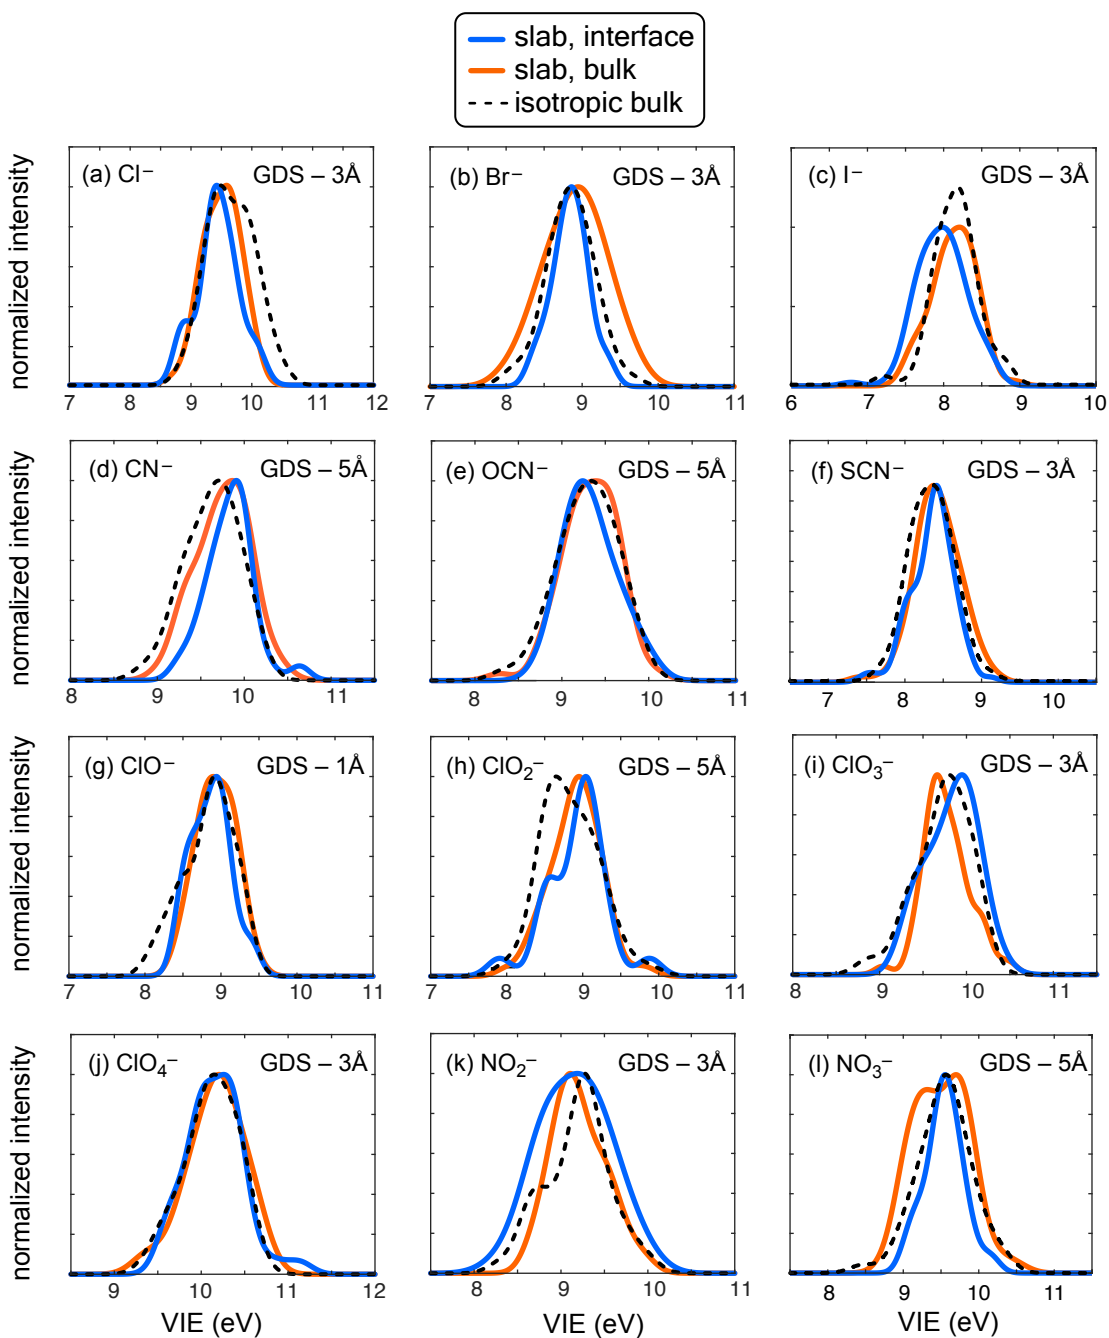 slab, interface
slab, bulk
isotropic bulk
normalized intensity
(a) Cl⁻ GDS – 3Å
7 8 9 10 11 12
(b) Br⁻ GDS – 3Å
7 8 9 10 11
(c) I⁻ GDS – 3Å
6 7 8 9 10
normalized intensity
(d) CN⁻ GDS – 5Å
8 9 10 11
(e) OCN⁻ GDS – 5Å
8 9 10 11
(f) SCN⁻ GDS – 3Å
7 8 9 10
normalized intensity
(g) ClO⁻ GDS – 1Å
7 8 9 10 11
(h) ClO₂⁻ GDS – 5Å
7 8 9 10 11
(i) ClO₃⁻ GDS – 3Å
8 9 10 11
normalized intensity
(j) ClO₄⁻ GDS – 3Å
9 10 11 12
VIE (eV)
(k) NO₂⁻ GDS – 3Å
8 9 10 11
VIE (eV)
(l) NO₃⁻ GDS – 5Å
8 9 10 11
VIE (eV)